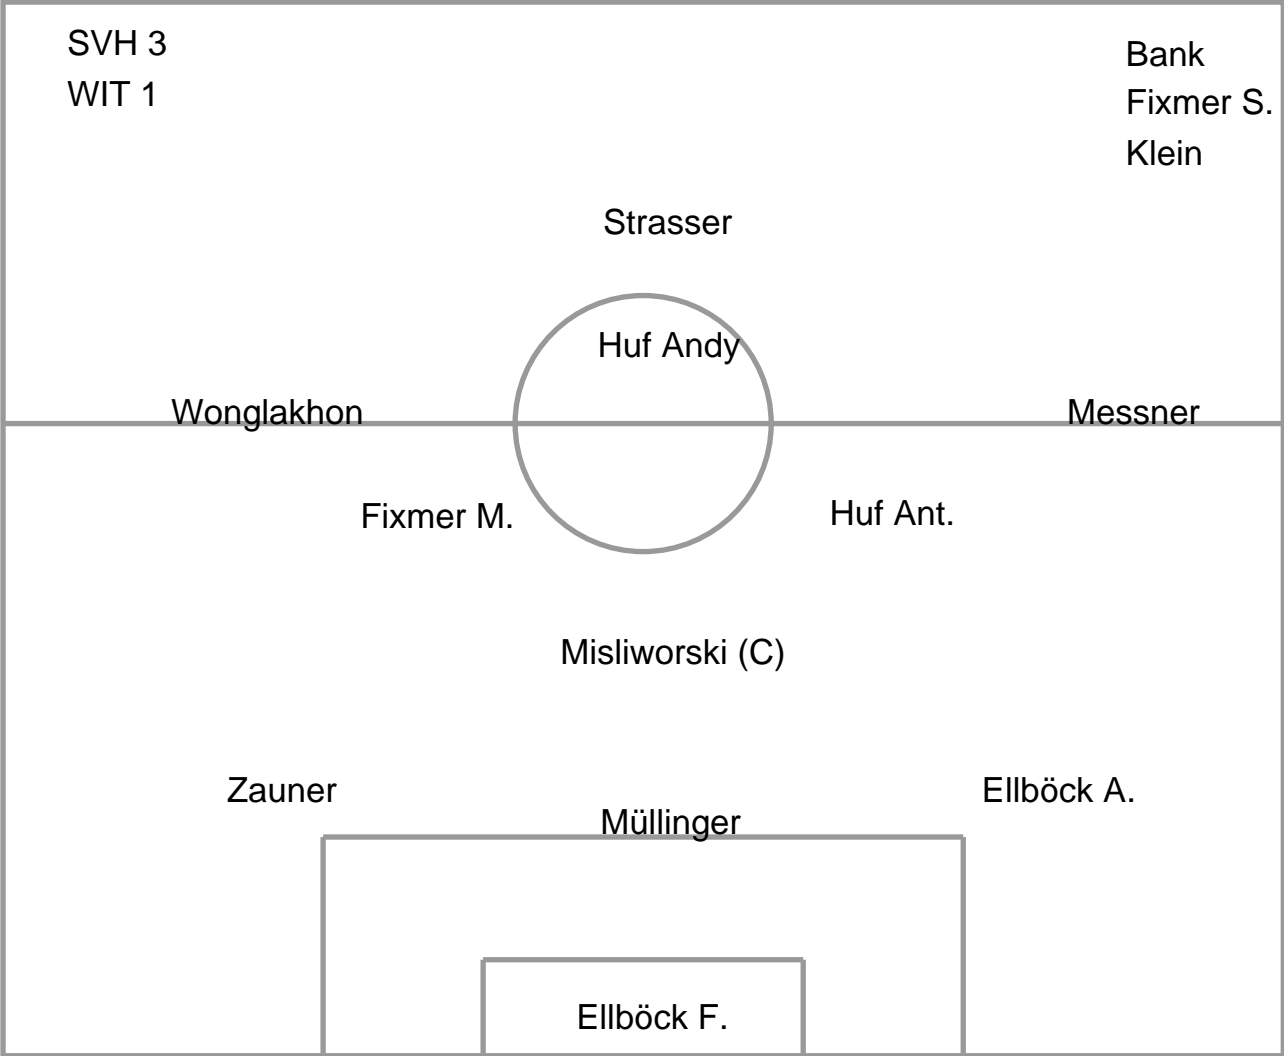 SVH 3
WIT 1
Bank
Fixmer S.
Klein
Strasser
Huf Andy
Wonglakhon
Messner
Fixmer M.
Huf Ant.
Misliworski (C)
Zauner
Ellböck A.
Müllinger
Ellböck F.